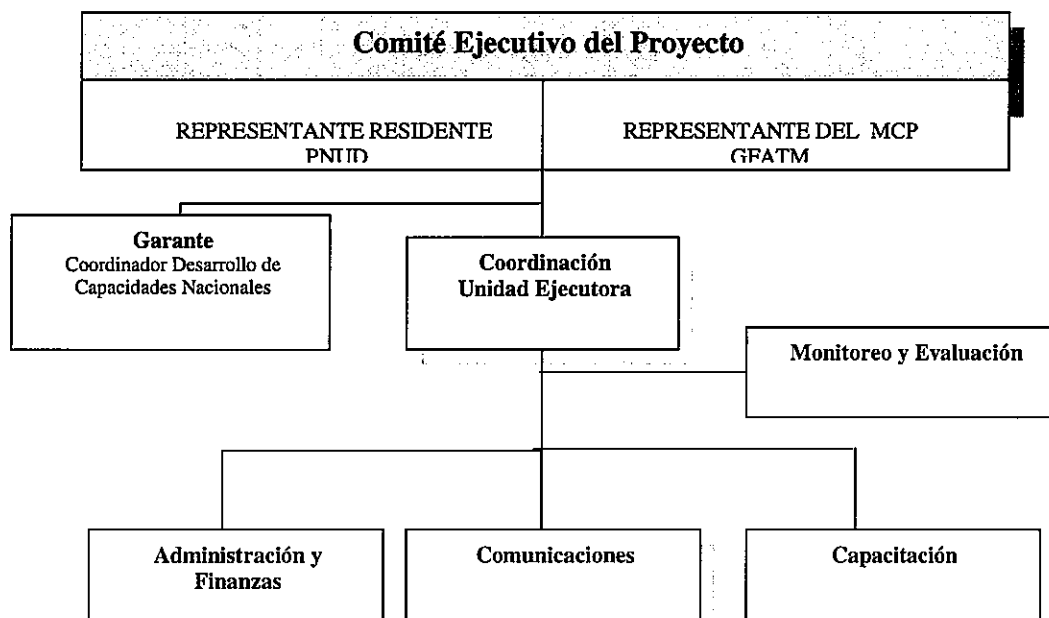 Comité Ejecutivo del Proyecto
REPRESENTANTE RESIDENTE
PNUD
REPRESENTANTE DEL MCP
GFATM
Garante
Coordinador Desarrollo de
Capacidades Nacionales
Coordinación
Unidad Ejecutora
Monitoreo y Evaluación
Administración y
Finanzas
Comunicaciones
Capacitación